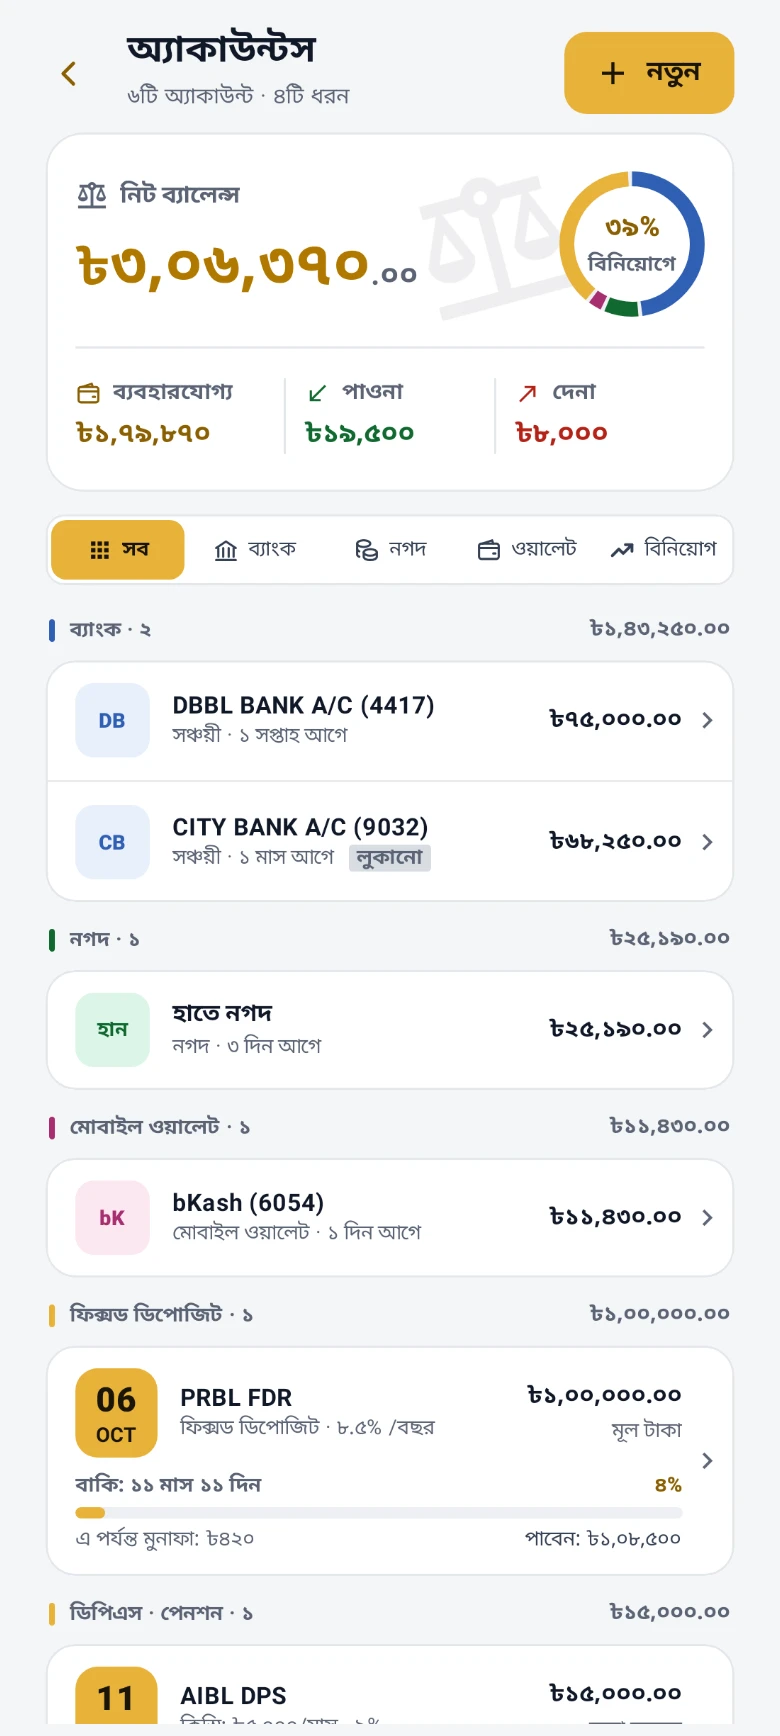 অ্যাকাউন্টস
৬টি অ্যাকাউন্ট · ৪টি ধরন
+ নতুন
নিট ব্যালেন্স
৳৩,০৬,৩৭০.০০
৩৯%
বিনিয়োগে
ব্যবহারযোগ্য
৳১,৭৯,৮৭০
পাওনা
৳১৯,৫০০
দেনা
৳৮,০০০
সব ব্যাংক নগদ ওয়ালেট বিনিয়োগ
ব্যাংক · ২ ৳১,৪৩,২৫০.০০
DB
DBBL BANK A/C (4417)
সঞ্চয়ী · ১ সপ্তাহ আগে
৳৭৫,০০০.০০
CB
CITY BANK A/C (9032)
সঞ্চয়ী · ১ মাস আগে লুকানো
৳৬৮,২৫০.০০
নগদ · ১ ৳২৫,১৯০.০০
হান
হাতে নগদ
নগদ · ৩ দিন আগে
৳২৫,১৯০.০০
মোবাইল ওয়ালেট · ১ ৳১১,৪৩০.০০
bK
bKash (6054)
মোবাইল ওয়ালেট · ১ দিন আগে
৳১১,৪৩০.০০
ফিক্সড ডিপোজিট · ১ ৳১,০০,০০০.০০
06
OCT
PRBL FDR
ফিক্সড ডিপোজিট · ৮.৫% /বছর
৳১,০০,০০০.০০
মূল টাকা
বাকি: ১১ মাস ১১ দিন ৪%
এ পর্যন্ত মুনাফা: ৳৪২০ পাবেন: ৳১,০৮,৫০০
ডিপিএস · পেনশন · ১ ৳১৫,০০০.০০
11
AIBL DPS
৳১৫,০০০.০০